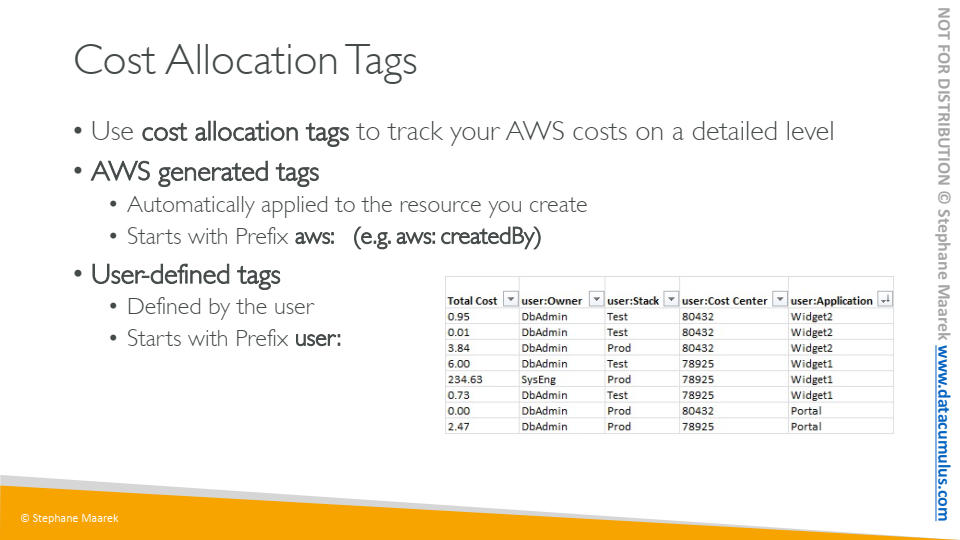 Cost Allocation Tags
• Use cost allocation tags to track your AWS costs on a detailed level
• AWS generated tags
• Automatically applied to the resource you create
• Starts with Prefix aws: (e.g. aws: createdBy)
• User-defined tags
• Defined by the user
• Starts with Prefix user:
Total Cost user:Owner user:Stack user:Cost Center user:Application
0.95 DbAdmin Test 80432 Widget2
0.01 DbAdmin Test 80432 Widget2
3.84 DbAdmin Prod 80432 Widget2
6.00 DbAdmin Test 78925 Widget1
234.63 SysEng Prod 78925 Widget1
0.73 DbAdmin Test 78925 Widget1
0.00 DbAdmin Prod 80432 Portal
2.47 DbAdmin Prod 78925 Portal
© Stephane Maarek
NOT FOR DISTRIBUTION © Stephane Maarek www.datacumulus.com